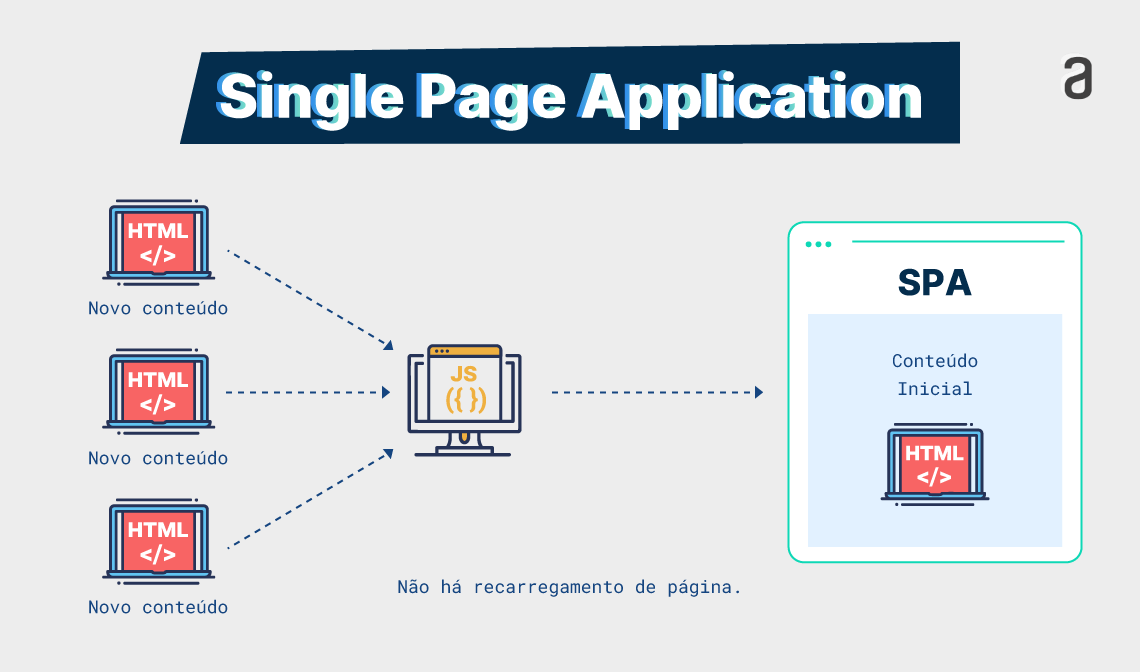 Single Page Application
a
HTML
</>
Novo conteúdo
HTML
</>
Novo conteúdo
HTML
</>
Novo conteúdo
JS
({ })
SPA
Conteúdo
Inicial
HTML
</>
Não há recarregamento de página.